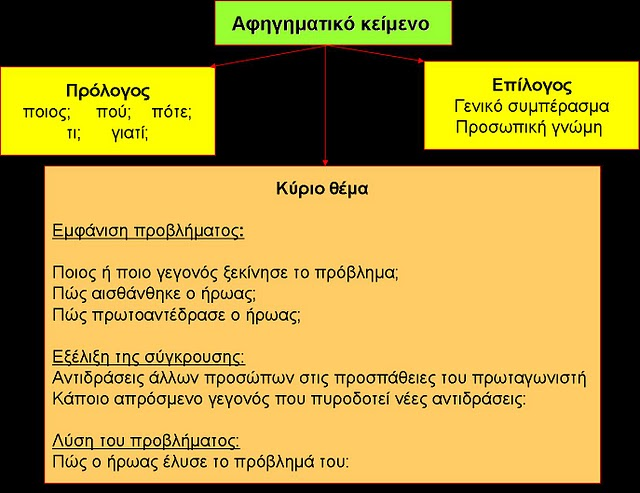 Αφηγηματικό κείμενο
Πρόλογος
ποιος; πού; πότε;
τι; γιατί;
Επίλογος
Γενικό συμπέρασμα
Προσωπική γνώμη
Κύριο θέμα
Εμφάνιση προβλήματος:
Ποιος ή ποιο γεγονός ξεκίνησε το πρόβλημα;
Πώς αισθάνθηκε ο ήρωας;
Πώς πρωτοαντέδρασε ο ήρωας;
Εξέλιξη της σύγκρουσης:
Αντιδράσεις άλλων προσώπων στις προσπάθειες του πρωταγωνιστή
Κάποιο απρόσμενο γεγονός που πυροδοτεί νέες αντιδράσεις:
Λύση του προβλήματος:
Πώς ο ήρωας έλυσε το πρόβλημά του: